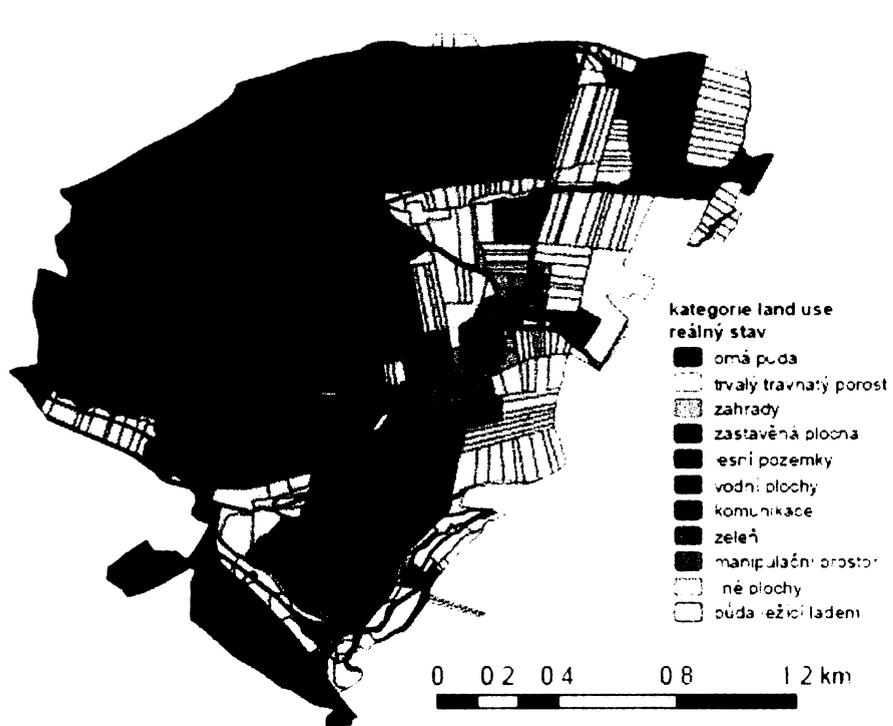 kategorie land use
reálný stav
orná půda
trvalý travnatý porost
zahrady
zastavěná plocha
lesní pozemky
vodní plochy
komunikace
zeleň
manipulační prostor
iné plochy
půda ležící ladem
0 0.2 0.4 0.8 1.2 km